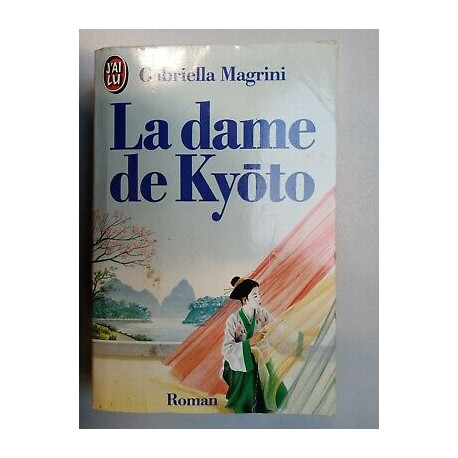 J'AI
LU
Gabriella Magrini
La dame
de Kyōto
Roman